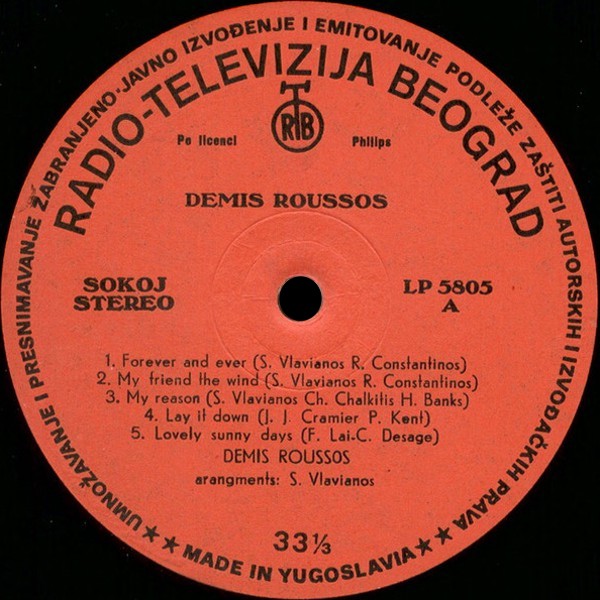 UMNOŽAVANJE I PRESNIMAVANJE ZABRANJENO·JAVNO IZVOĐENJE I EMITOVANJE PODLEŽE ZAŠTITI AUTORSKIH I IZVOĐAČKIH PRAVA
RADIO-TELEVIZIJA BEOGRAD
RTB
Po licenci Philips
DEMIS ROUSSOS
SOKOJ LP 5805
STEREO A
1. Forever and ever (S. Vlavianos R. Constantinos)
2. My friend the wind (S. Vlavianos R. Constantinos)
3. My reason (S. Vlavianos Ch. Chalkitis H. Banks)
4. Lay it down (J. J. Cramier P. Kent)
5. Lovely sunny days (F. Lai-C. Desage)
DEMIS ROUSSOS
arangments: S. Vlavianos
33⅓
★★ MADE IN YUGOSLAVIA ★★